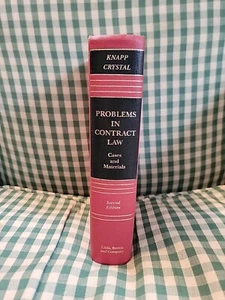 KNAPP
CRYSTAL
PROBLEMS
IN
CONTRACT
LAW
Cases
and
Materials
Second
Edition
Little, Brown
and Company